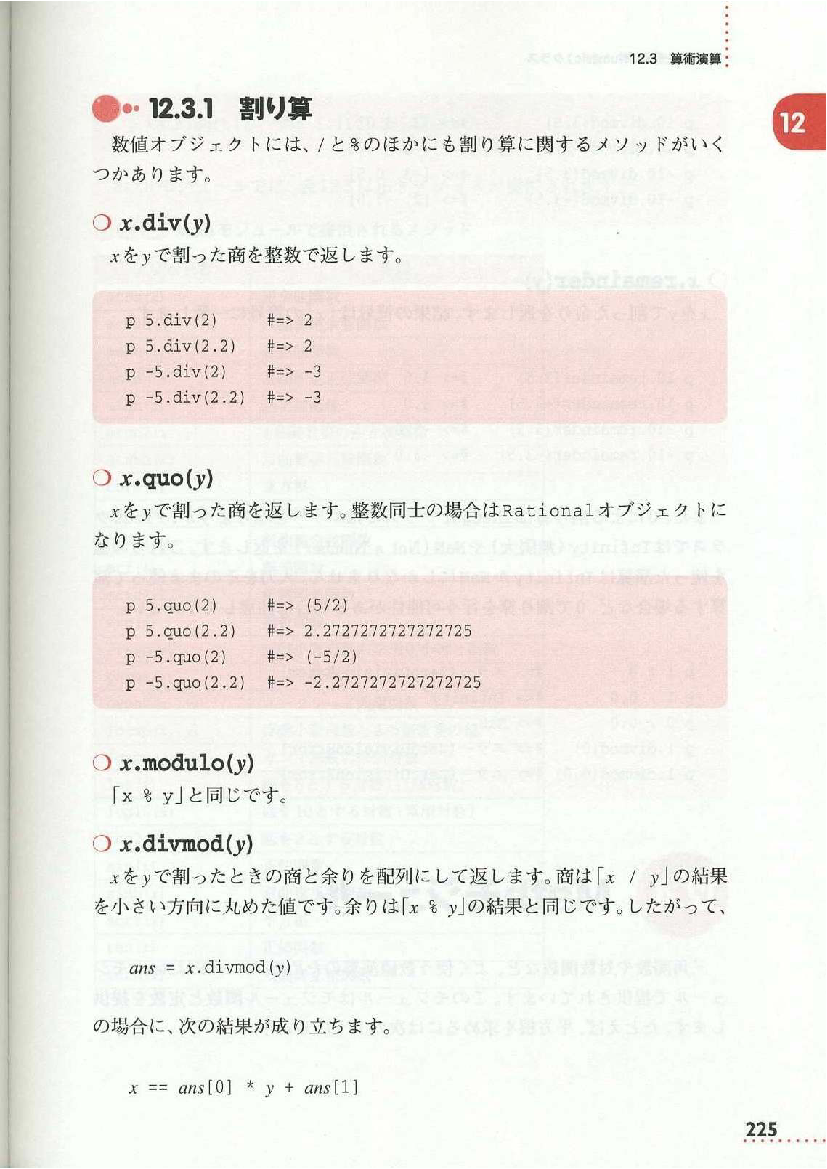 12.3 算術演算
12
12.3.1 割り算
数値オブジェクトには、/と%のほかにも割り算に関するメソッドがいく
つかあります。
x.div(y)
xをyで割った商を整数で返します。
p 5.div(2) #=> 2
p 5.div(2.2) #=> 2
p -5.div(2) #=> -3
p -5.div(2.2) #=> -3
x.quo(y)
xをyで割った商を返します。整数同士の場合はRationalオブジェクトに
なります。
p 5.quo(2) #=> (5/2)
p 5.quo(2.2) #=> 2.2727272727272725
p -5.quo(2) #=> (-5/2)
p -5.quo(2.2) #=> -2.2727272727272725
x.modulo(y)
「x % y」と同じです。
x.divmod(y)
xをyで割ったときの商と余りを配列にして返します。商は「x / y」の結果
を小さい方向に丸めた値です。余りは「x % y」の結果と同じです。したがって、
ans = x.divmod(y)
の場合に、次の結果が成り立ちます。
x == ans[0] * y + ans[1]
225